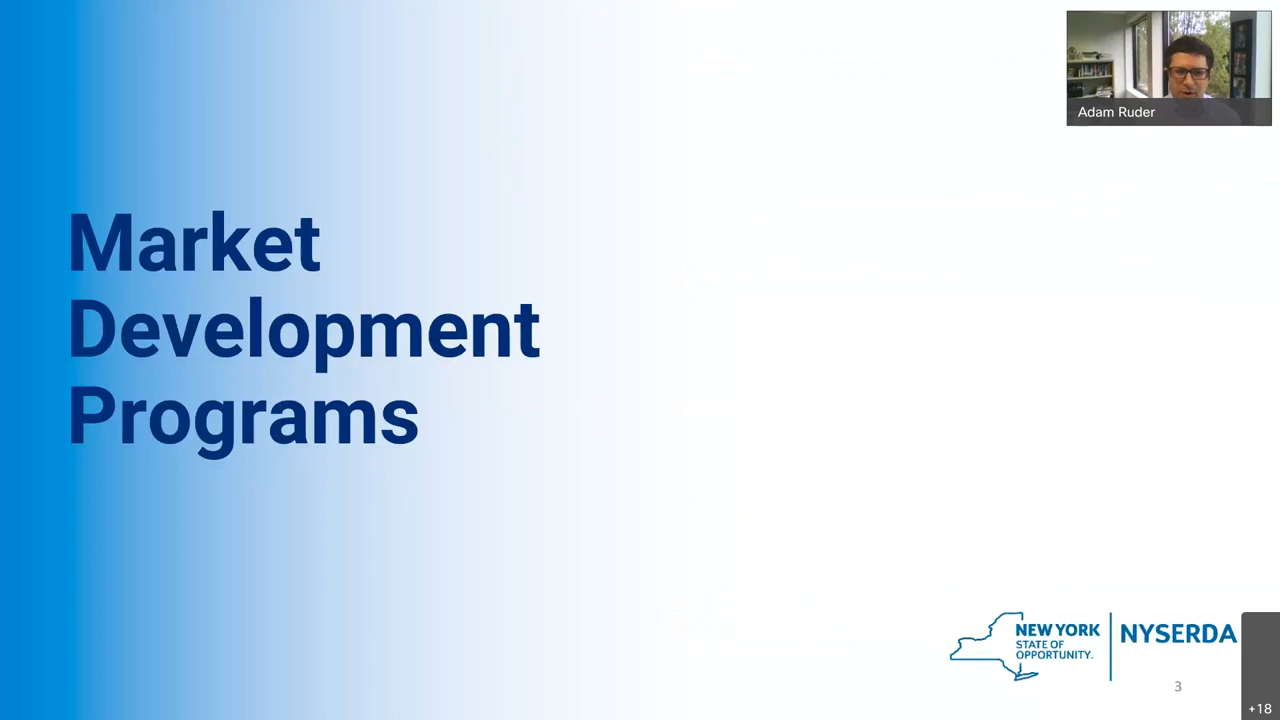 Adam Ruder
Market
Development
Programs
NEW YORK
STATE OF
OPPORTUNITY.
NYSERDA
3
+18